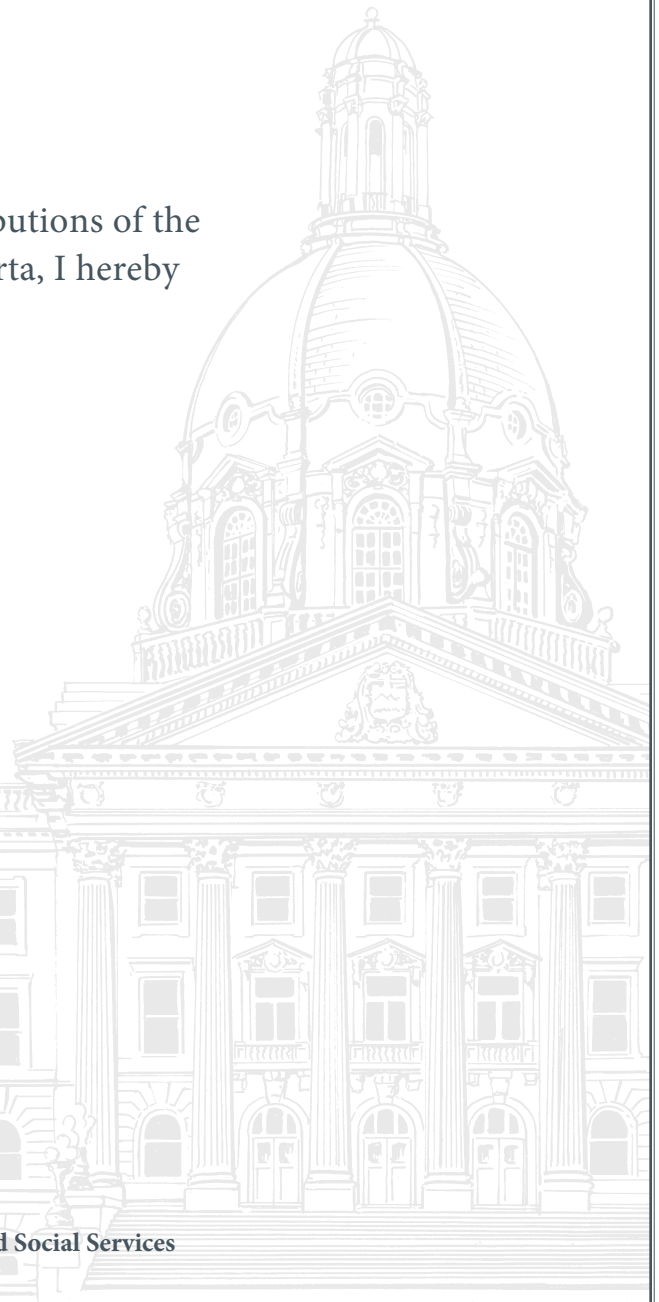 butions of the
rta, I hereby
d Social Services